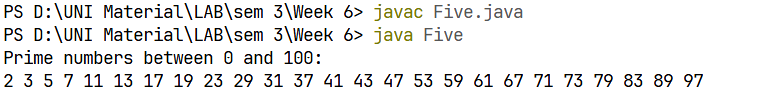 PS D:\UNI Material\LAB\sem 3\Week 6> javac Five.java
PS D:\UNI Material\LAB\sem 3\Week 6> java Five
Prime numbers between 0 and 100:
2 3 5 7 11 13 17 19 23 29 31 37 41 43 47 53 59 61 67 71 73 79 83 89 97